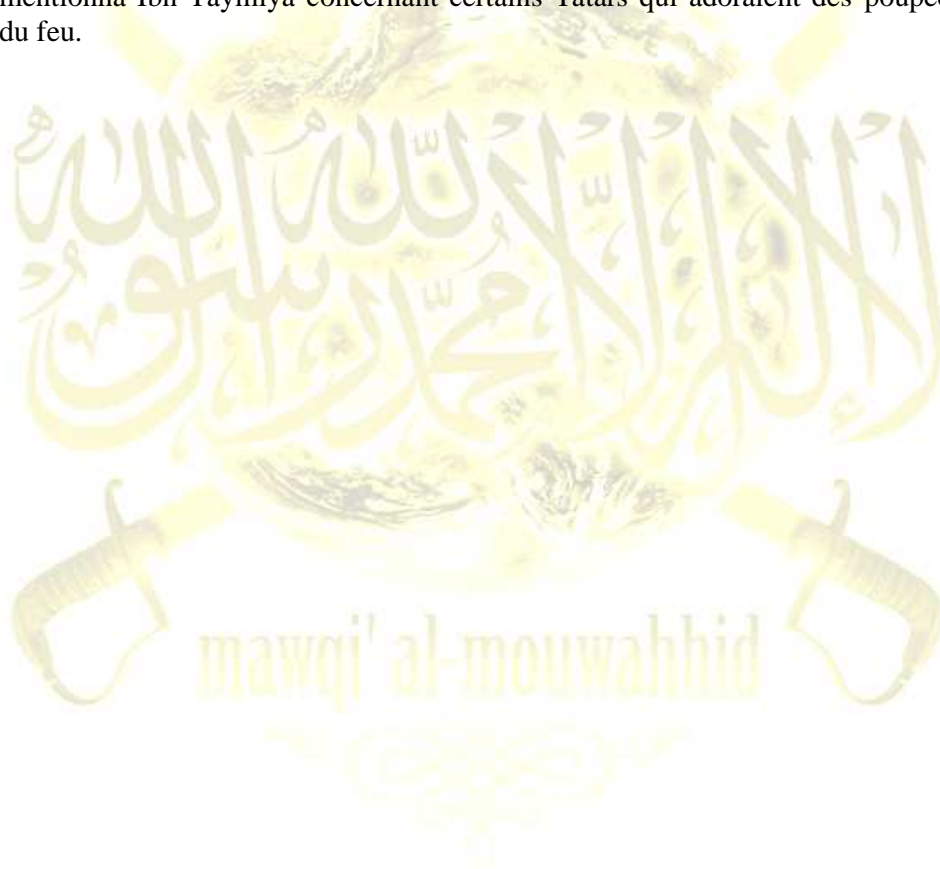 mentionna Ibn Taymiya concernant certains Tatars qui adoraient des poupées
du feu.
لا إله إلا الله محمد رسول الله
mawqi' al-mouwahhid